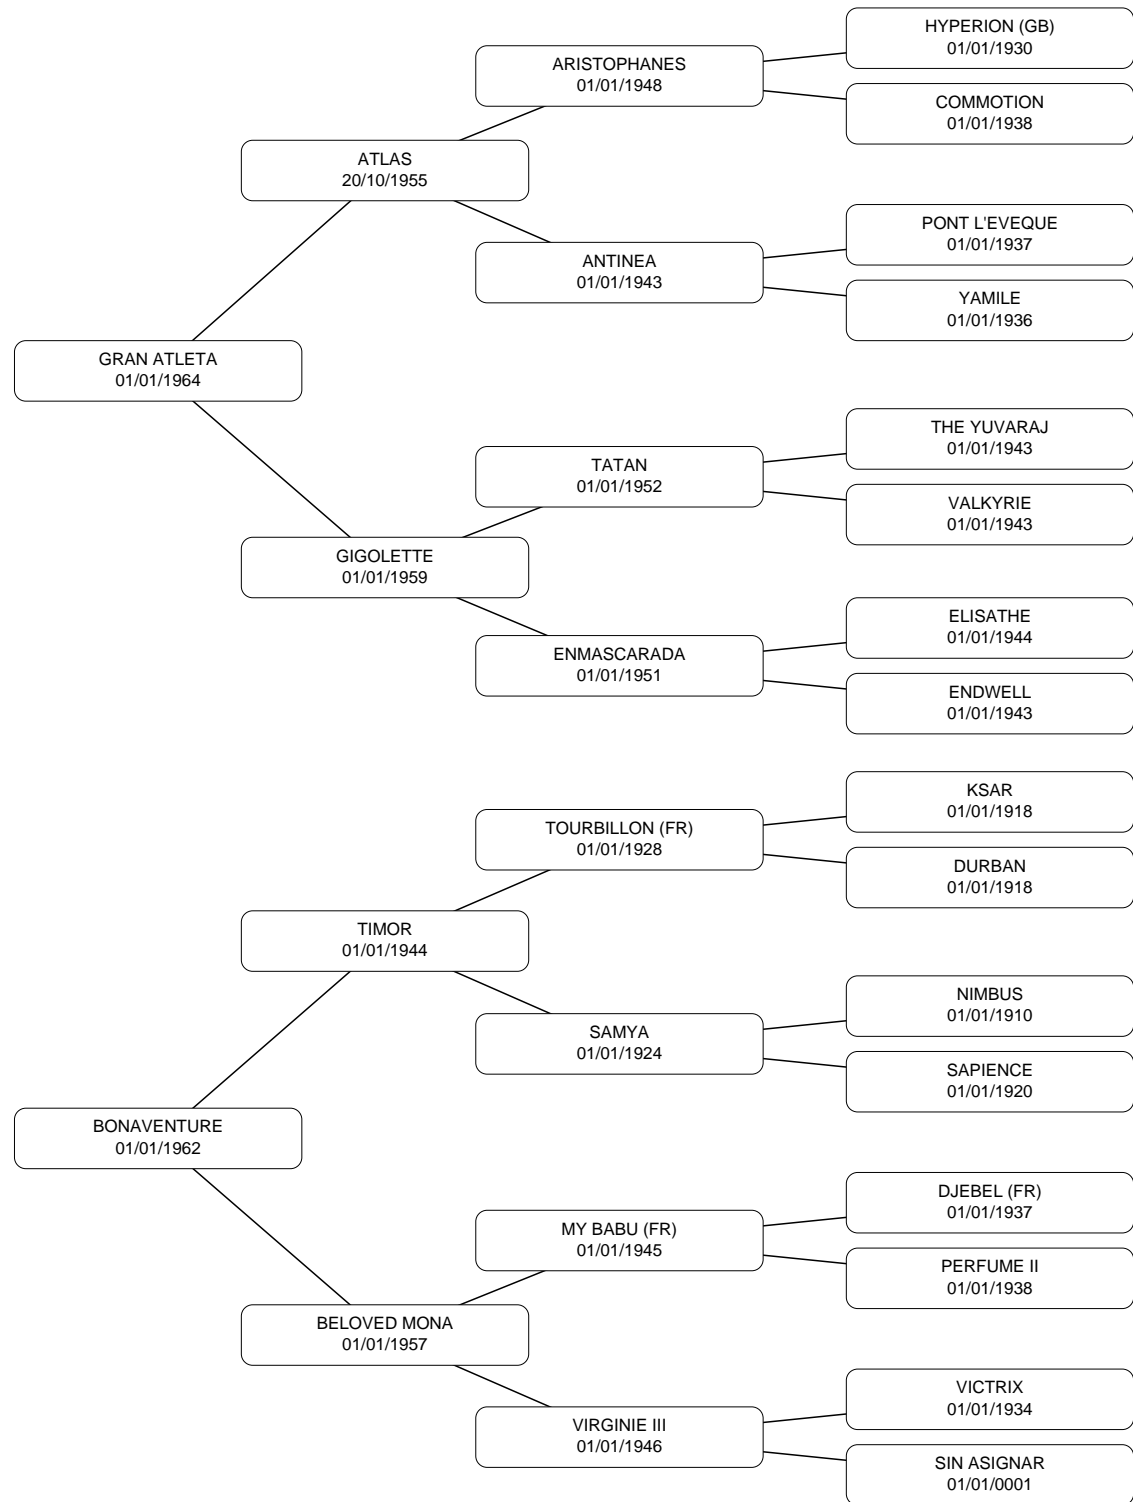 HYPERION (GB)
01/01/1930
ARISTOPHANES
01/01/1948
COMMOTION
01/01/1938
ATLAS
20/10/1955
PONT L'EVEQUE
01/01/1937
ANTINEA
01/01/1943
YAMILE
01/01/1936
GRAN ATLETA
01/01/1964
THE YUVARAJ
01/01/1943
TATAN
01/01/1952
VALKYRIE
01/01/1943
GIGOLETTE
01/01/1959
ELISATHE
01/01/1944
ENMASCARADA
01/01/1951
ENDWELL
01/01/1943
KSAR
01/01/1918
TOURBILLON (FR)
01/01/1928
DURBAN
01/01/1918
TIMOR
01/01/1944
NIMBUS
01/01/1910
SAMYA
01/01/1924
SAPIENCE
01/01/1920
BONAVENTURE
01/01/1962
DJEBEL (FR)
01/01/1937
MY BABU (FR)
01/01/1945
PERFUME II
01/01/1938
BELOVED MONA
01/01/1957
VICTRIX
01/01/1934
VIRGINIE III
01/01/1946
SIN ASIGNAR
01/01/0001